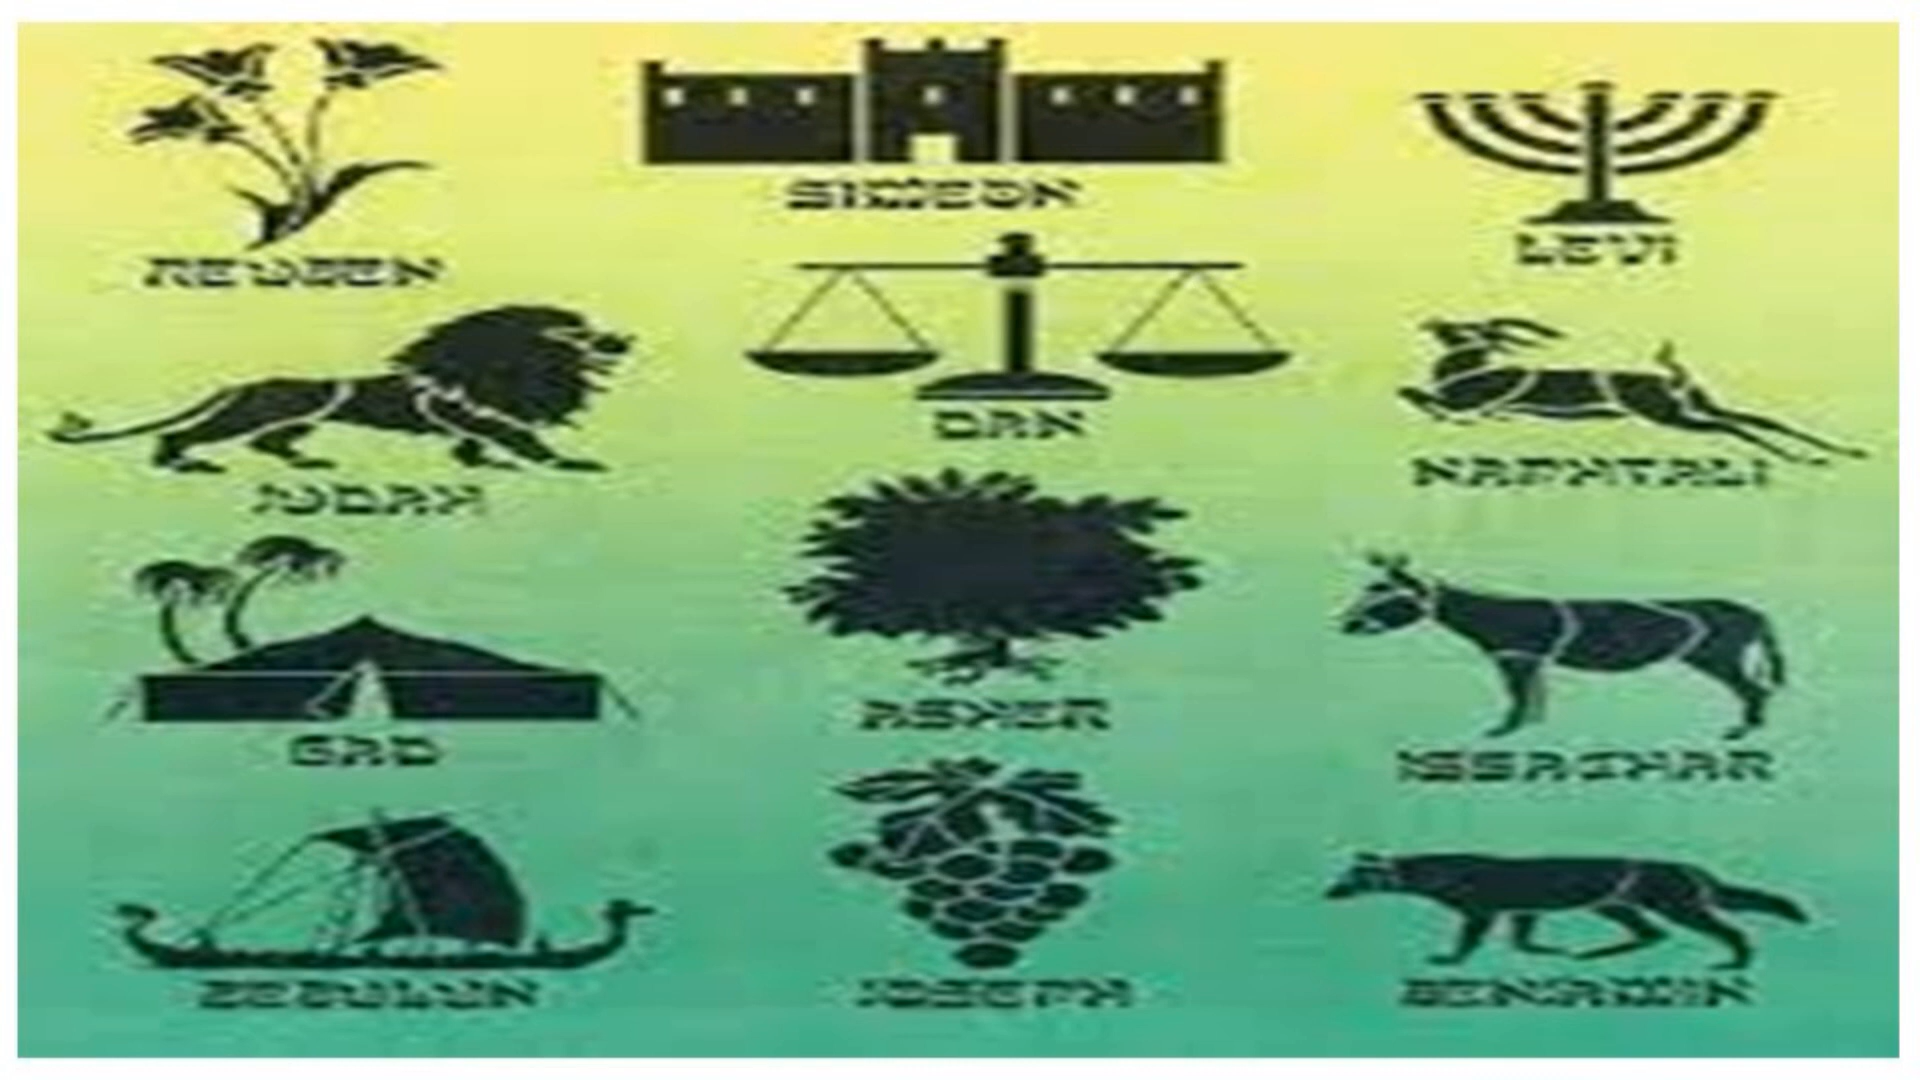 SIMEON
LEVI
REUBEN
DAN
NAPHTALI
JUDAH
ASHER
GAD
ISSACHAR
ZEBULUN
JOSEPH
BENJAMIN